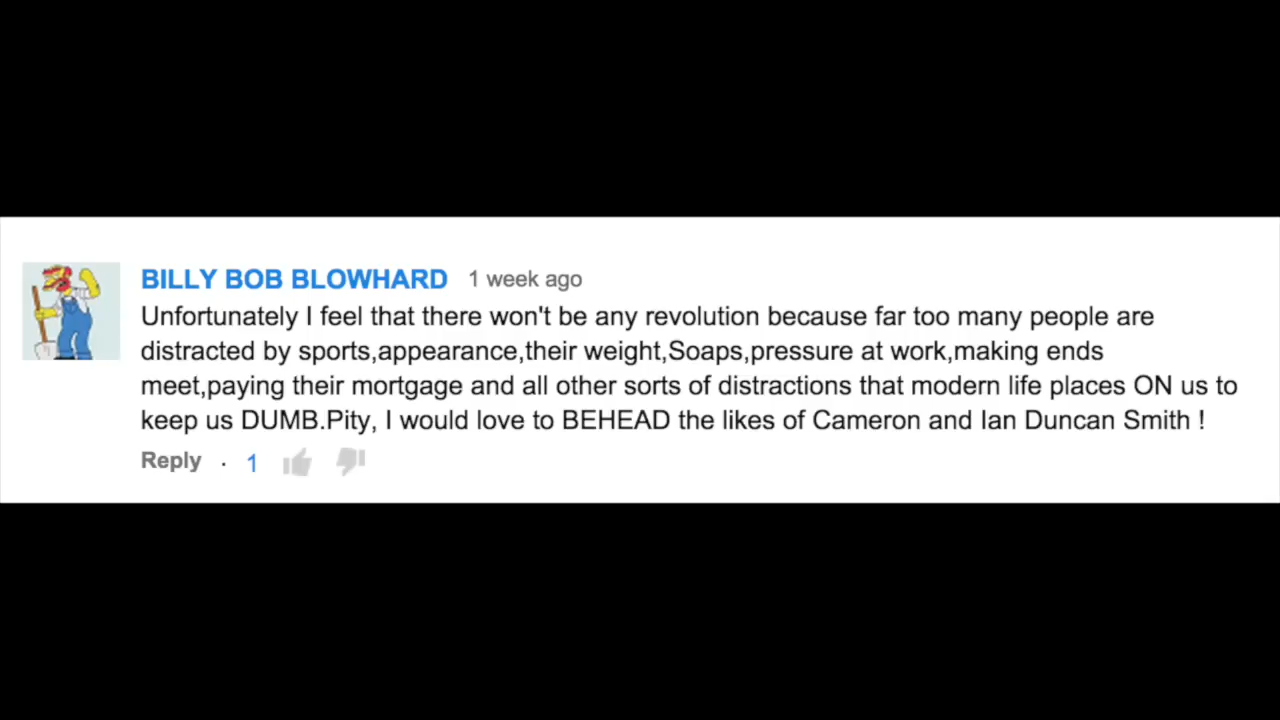 BILLY BOB BLOWHARD 1 week ago
Unfortunately I feel that there won't be any revolution because far too many people are
distracted by sports,appearance,their weight,Soaps,pressure at work,making ends
meet,paying their mortgage and all other sorts of distractions that modern life places ON us to
keep us DUMB.Pity, I would love to BEHEAD the likes of Cameron and Ian Duncan Smith !
Reply · 1